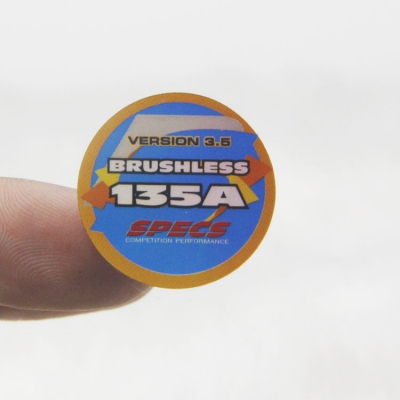 VERSION 3.5
BRUSHLESS
135A
SPECS
COMPETITION PERFORMANCE